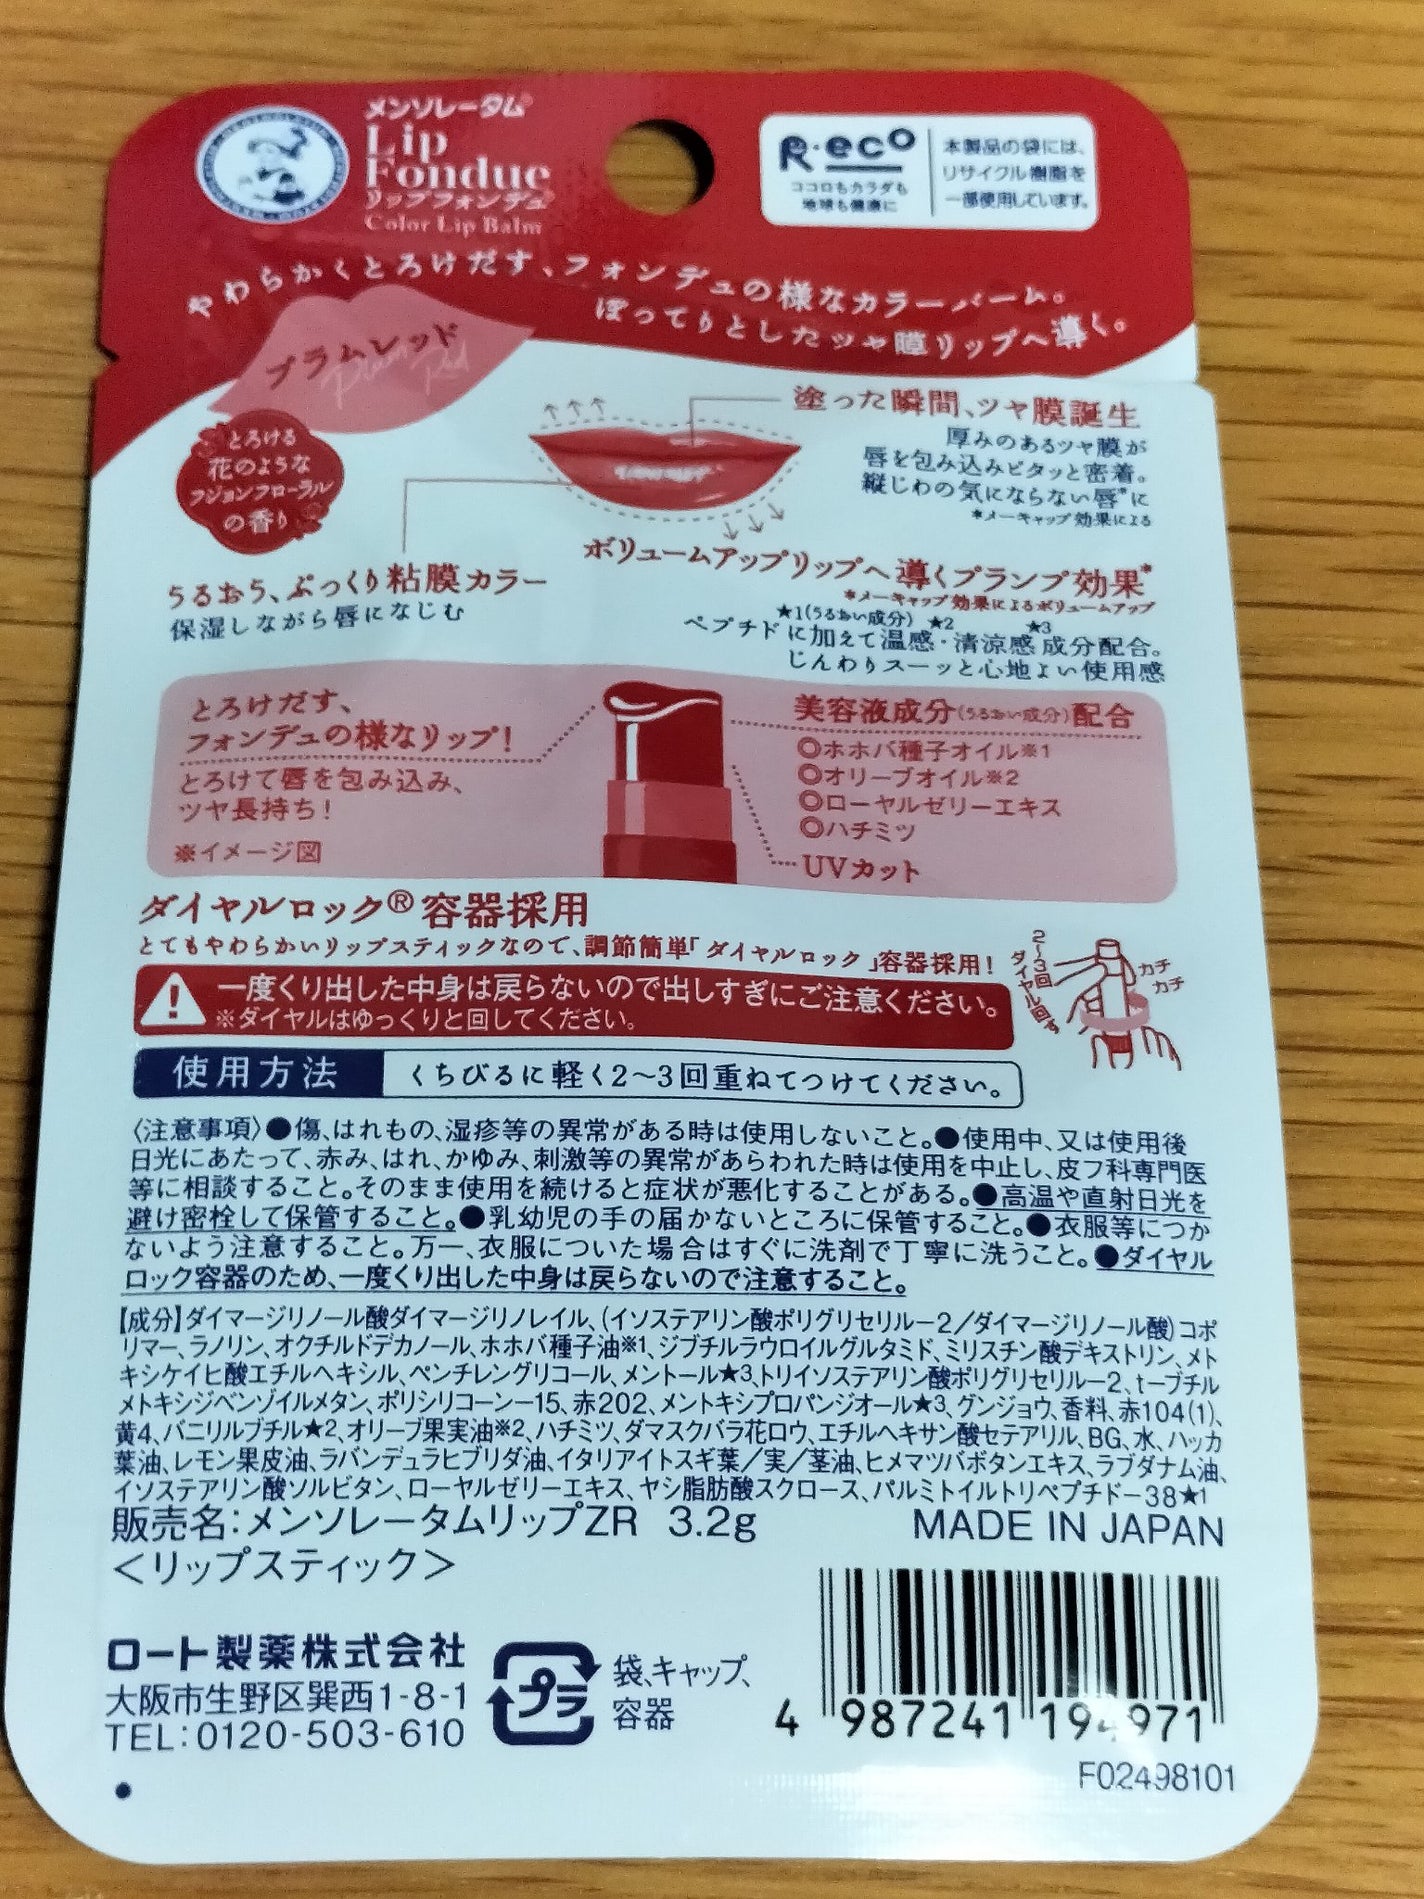 メンソレータム®
Lip
Fondue
リップフォンデュ
Color Lip Balm
R・eco
ココロもカラダも
地球も健康に
本製品の袋には、
リサイクル樹脂を
一部使用しています。
やわらかくとろけだす、フォンデュの様なカラーバーム。
ぽってりとしたツヤ膜リップへ導く。
プラムレッド
Plum Red
とろける
花のような
フュジョンフローラル
の香り
塗った瞬間、ツヤ膜誕生
厚みのあるツヤ膜が
唇を包み込みピタッと密着。
縦じわの気にならない唇*に
*メーキャップ効果による
うるおう、ぷっくり粘膜カラー
保湿しながら唇になじむ
ボリュームアップリップへ導くプランプ効果*
*メーキャップ効果によるボリュームアップ
★1(うるおい成分) ★2 ★3
ペプチドに加えて温感・清涼感成分配合。
じんわりスーッと心地よい使用感
とろけだす、
フォンデュの様なリップ!
とろけて唇を包み込み、
ツヤ長持ち!
※イメージ図
美容液成分(うるおい成分)配合
◎ホホバ種子オイル※1
◎オリーブオイル※2
◎ローヤルゼリーエキス
◎ハチミツ
UVカット
ダイヤルロック®容器採用
とてもやわらかいリップスティックなので、調節簡単「ダイヤルロック」容器採用!
2~3回
ダイヤル回す
カチ
カチ
一度くり出した中身は戻らないので出しすぎにご注意ください。
※ダイヤルはゆっくりと回してください。
使用方法 くちびるに軽く2~3回重ねてつけてください。
〈注意事項〉●傷、はれもの、湿疹等の異常がある時は使用しないこと。●使用中、又は使用後
日光にあたって、赤み、はれ、かゆみ、刺激等の異常があらわれた時は使用を中止し、皮フ科専門医
等に相談すること。そのまま使用を続けると症状が悪化することがある。●高温や直射日光を
避け密栓して保管すること。●乳幼児の手の届かないところに保管すること。●衣服等につか
ないよう注意すること。万一、衣服についた場合はすぐに洗剤で丁寧に洗うこと。●ダイヤル
ロック容器のため、一度くり出した中身は戻らないので注意すること。
【成分】ダイマージリノール酸ダイマージリノレイル、(イソステアリン酸ポリグリセリル-2/ダイマージリノール酸)コポ
リマー、ラノリン、オクチルドデカノール、ホホバ種子油※1、ジブチルラウロイルグルタミド、ミリスチン酸デキストリン、メト
キシケイヒ酸エチルヘキシル、ペンチレングリコール、メントール★3、トリイソステアリン酸ポリグリセリル-2、t-ブチル
メトキシジベンゾイルメタン、ポリシリコーン-15、赤202、メントキシプロパンジオール★3、グンジョウ、香料、赤104(1)、
黄4、バニリルブチル★2、オリーブ果実油※2、ハチミツ、ダマスクバラ花ロウ、エチルヘキサン酸セテアリル、BG、水、ハッカ
葉油、レモン果皮油、ラバンデュラヒブリダ油、イタリアイトスギ葉/実/茎油、ヒメマツバボタンエキス、ラブダナム油、
イソステアリン酸ソルビタン、ローヤルゼリーエキス、ヤシ脂肪酸スクロース、パルミトイルトリペプチド-38★1
販売名:メンソレータムリップZR 3.2g
MADE IN JAPAN
<リップスティック>
ロート製薬株式会社
大阪市生野区巽西1-8-1
TEL:0120-503-610
プラ
袋、キャップ、
容器
4 987241 194971
F02498101